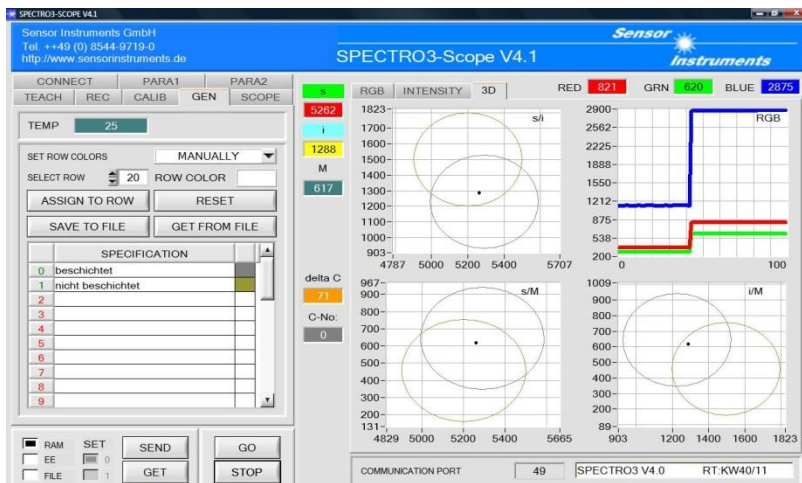 SPECTRO3-SCOPE V4.1
Sensor Instruments GmbH
Tel. ++49 (0) 8544-9719-0
http://www.sensorinstruments.de
SPECTRO3-Scope V4.1
Sensor
Instruments
CONNECT PARA1 PARA2
TEACH REC CALIB GEN SCOPE
TEMP 25
SET ROW COLORS MANUALLY
SELECT ROW 20 ROW COLOR
ASSIGN TO ROW RESET
SAVE TO FILE GET FROM FILE
SPECIFICATION
0 beschichtet
1 nicht beschichtet
2
3
4
5
6
7
8
9
RAM SET SEND GO
EE 0
FILE 1 GET STOP
s
5262
i
1288
M
617
delta C
71
C-No:
0
RGB INTENSITY 3D RED 821 GRN 620 BLUE 2875
s/i
1823
1700
1600
1500
1400
1300
1200
1100
1000
903
4787 5000 5200 5400 5707
RGB
2900
2562
2225
1888
1550
1212
875
538
200
0 100
s/M
967
900
800
700
600
500
400
300
200
131
4829 5000 5200 5400 5665
i/M
1009
900
800
700
600
500
400
300
200
89
903 1200 1400 1600 1823
COMMUNICATION PORT 49 SPECTRO3 V4.0 RT:KW40/11